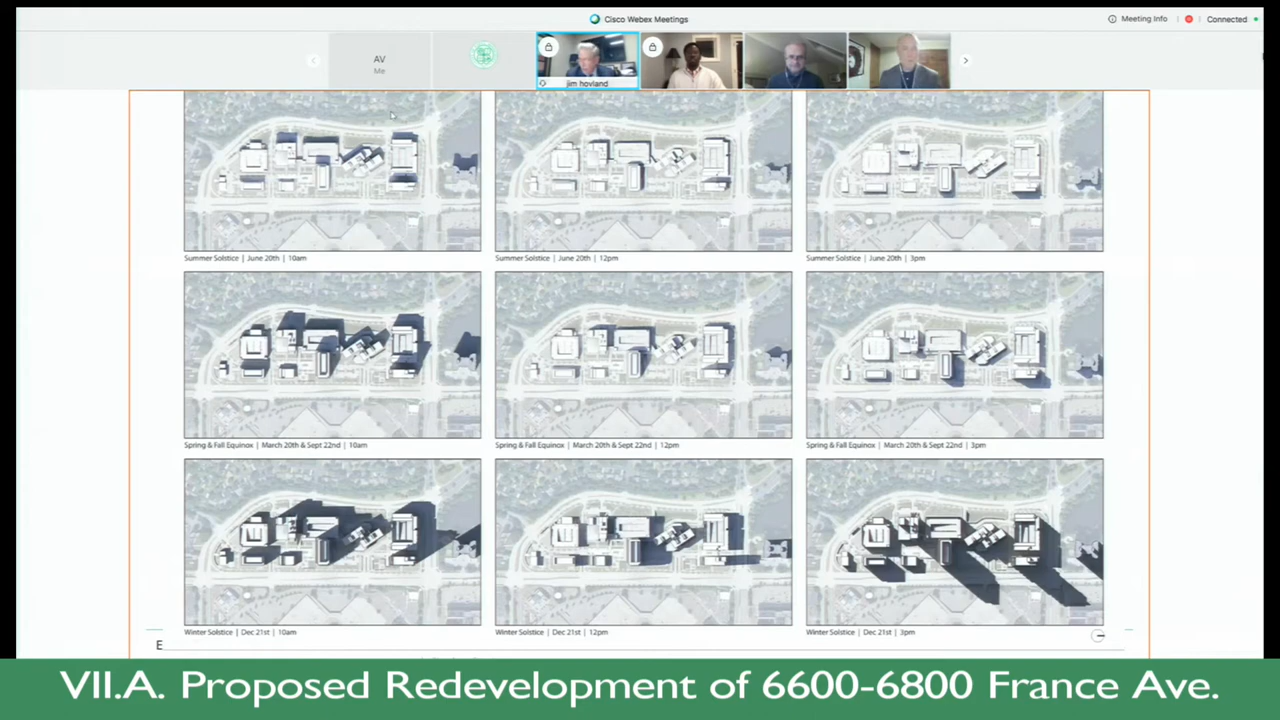 Cisco Webex Meetings
Meeting Info
Connected
AV
Me
jim hovland
Summer Solstice | June 20th | 10am
Summer Solstice | June 20th | 12pm
Summer Solstice | June 20th | 3pm
Spring & Fall Equinox | March 20th & Sept 22nd | 10am
Spring & Fall Equinox | March 20th & Sept 22nd | 12pm
Spring & Fall Equinox | March 20th & Sept 22nd | 3pm
Winter Solstice | Dec 21st | 10am
Winter Solstice | Dec 21st | 12pm
Winter Solstice | Dec 21st | 3pm
E
VII.A. Proposed Redevelopment of 6600-6800 France Ave.